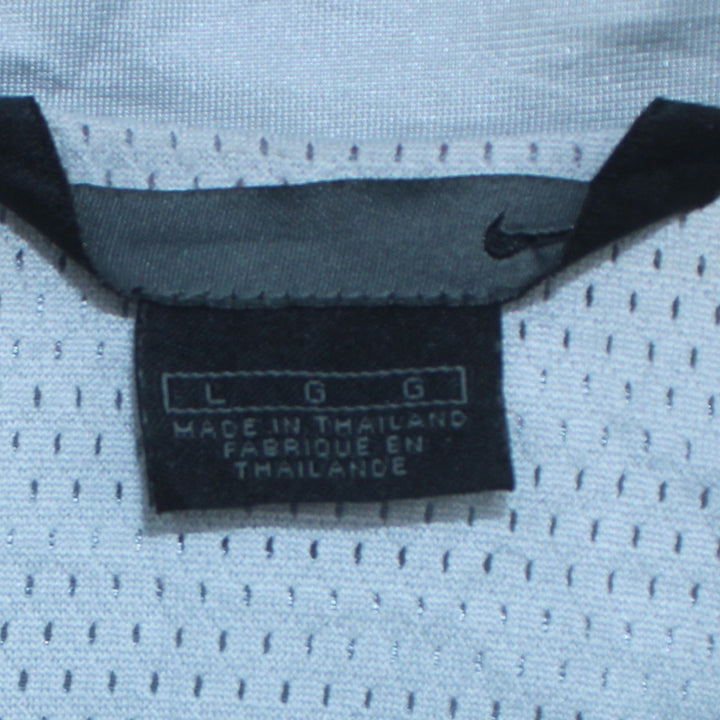 L G G
MADE IN THAILAND
FABRIQUE EN
THAILANDE